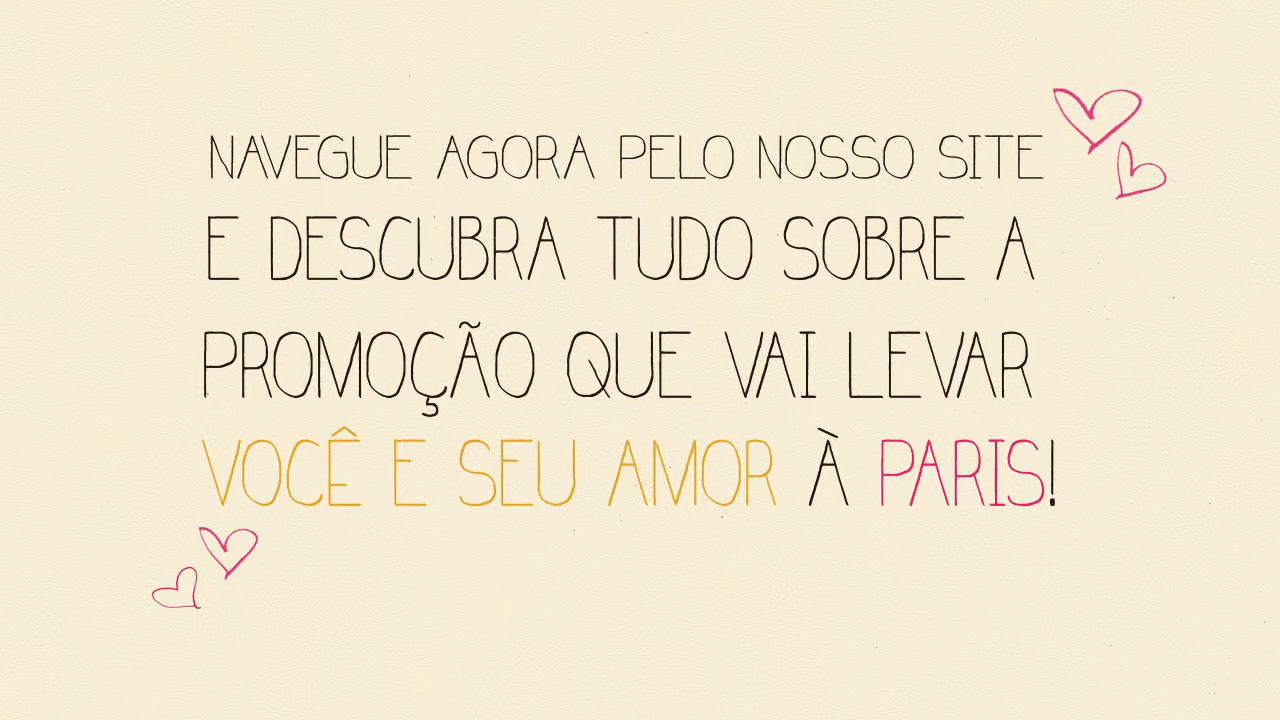 NAVEGUE AGORA PELO NOSSO SITE
E DESCUBRA TUDO SOBRE A
PROMOÇÃO QUE VAI LEVAR
VOCÊ E SEU AMOR À PARIS!